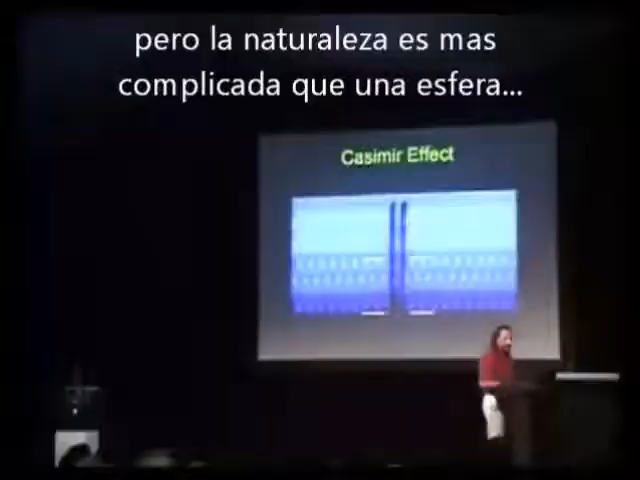 pero la naturaleza es mas
complicada que una esfera...
Casimir Effect